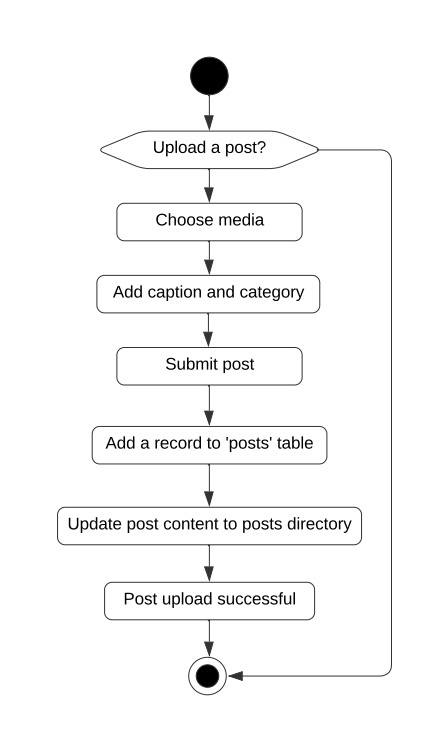 Upload a post?
Choose media
Add caption and category
Submit post
Add a record to 'posts' table
Update post content to posts directory
Post upload successful